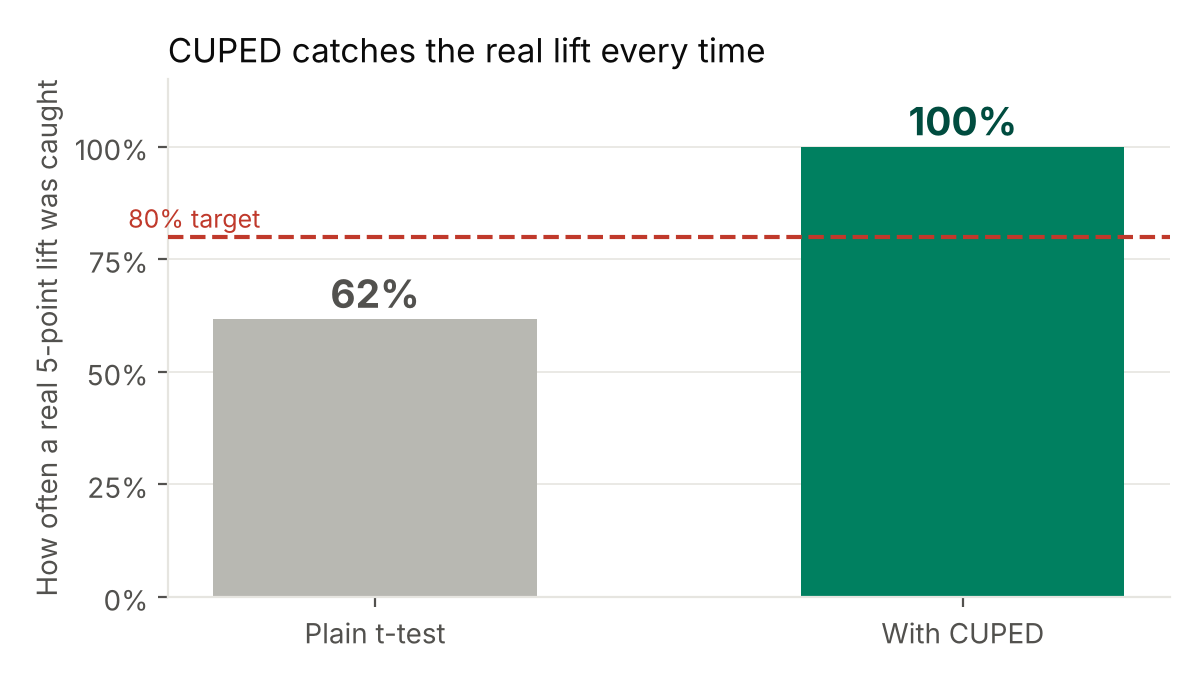 CUPED catches the real lift every time
How often a real 5-point lift was caught
100%
80% target
75%
50%
25%
0%
62%
100%
Plain t-test
With CUPED